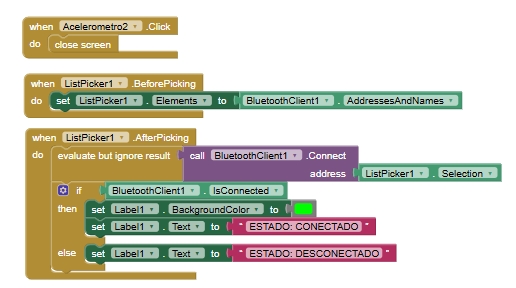 when Acelerometro2 .Click
do close screen
when ListPicker1 .BeforePicking
do set ListPicker1 . Elements to BluetoothClient1 . AddressesAndNames
when ListPicker1 .AfterPicking
do evaluate but ignore result call BluetoothClient1 .Connect
address ListPicker1 . Selection
if BluetoothClient1 . IsConnected
then set Label1 . BackgroundColor to
set Label1 . Text to " ESTADO: CONECTADO "
else set Label1 . Text to " ESTADO: DESCONECTADO "